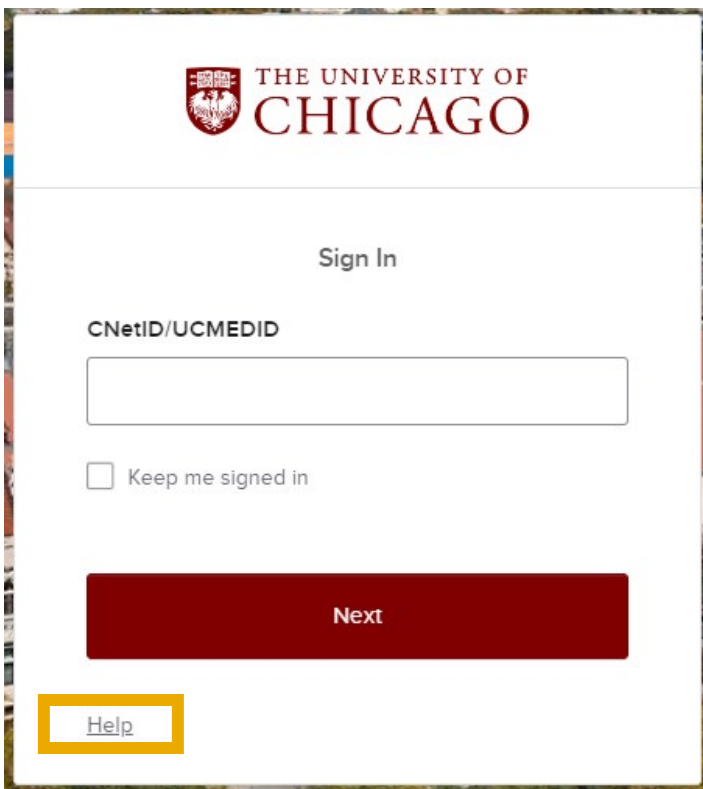 THE UNIVERSITY OF
CHICAGO
Sign In
CNetID/UCMEDID
Keep me signed in
Next
Help